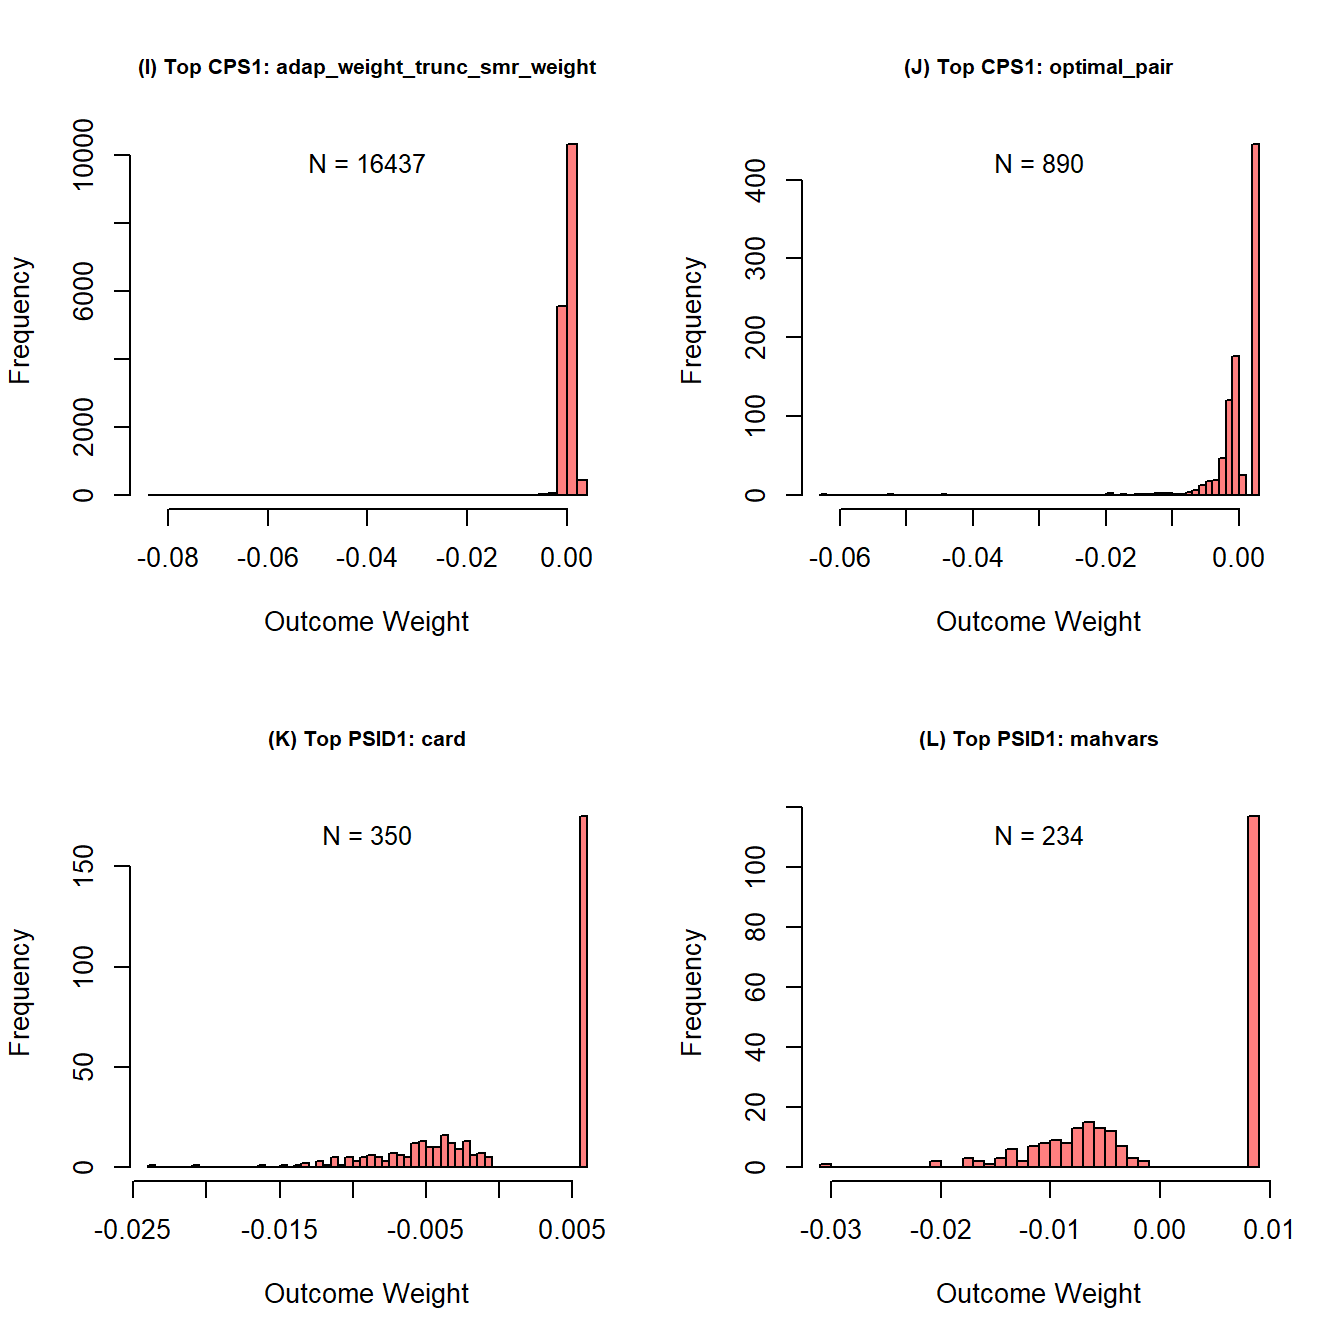 (I) Top CPS1: adap_weight_trunc_smr_weight
N = 16437
Frequency
0
2000
6000
10000
-0.08
-0.06
-0.04
-0.02
0.00
Outcome Weight
(J) Top CPS1: optimal_pair
N = 890
Frequency
0
100
200
300
400
-0.06
-0.04
-0.02
0.00
Outcome Weight
(K) Top PSID1: card
N = 350
Frequency
0
50
100
150
-0.025
-0.015
-0.005
0.005
Outcome Weight
(L) Top PSID1: mahvars
N = 234
Frequency
0
20
40
60
80
100
-0.03
-0.02
-0.01
0.00
0.01
Outcome Weight